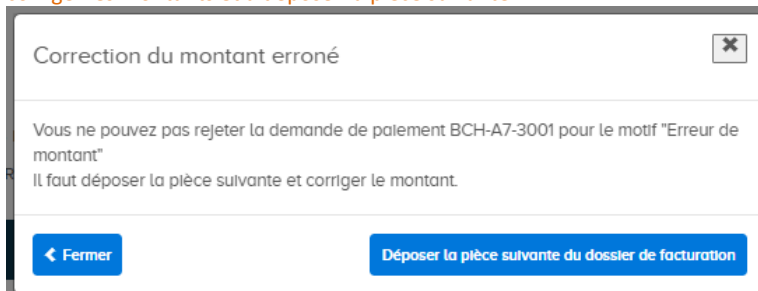 Correction du montant erroné
Vous ne pouvez pas rejeter la demande de paiement BCH-A7-3001 pour le motif "Erreur de
montant"
Il faut déposer la pièce suivante et corriger le montant.
Fermer
Déposer la pièce suivante du dossier de facturation